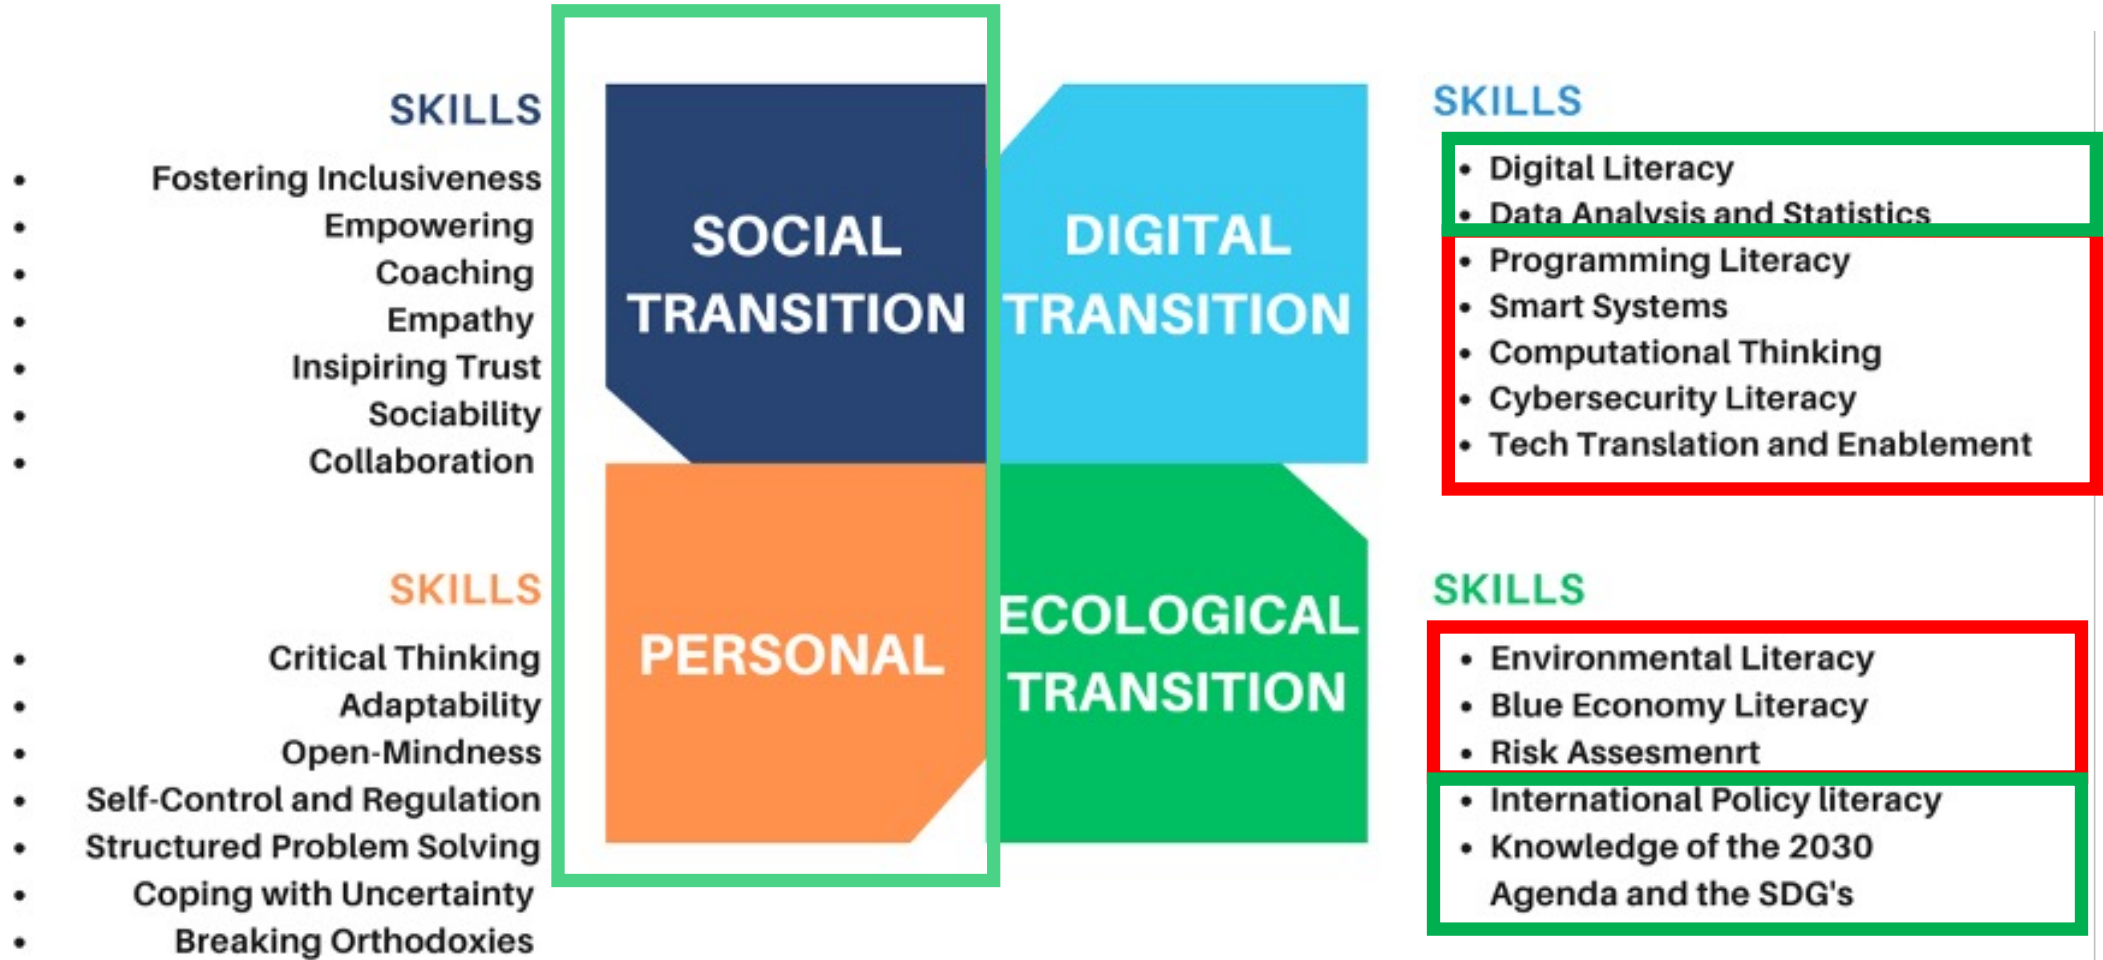 SKILLS
• Fostering Inclusiveness
• Empowering
• Coaching
• Empathy
• Insipiring Trust
• Sociability
• Collaboration
SKILLS
• Critical Thinking
• Adaptability
• Open-Mindness
• Self-Control and Regulation
• Structured Problem Solving
• Coping with Uncertainty
• Breaking Orthodoxies
SOCIAL
TRANSITION
DIGITAL
TRANSITION
PERSONAL
ECOLOGICAL
TRANSITION
SKILLS
• Digital Literacy
• Data Analysis and Statistics
• Programming Literacy
• Smart Systems
• Computational Thinking
• Cybersecurity Literacy
• Tech Translation and Enablement
SKILLS
• Environmental Literacy
• Blue Economy Literacy
• Risk Assesmenrt
• International Policy literacy
• Knowledge of the 2030
Agenda and the SDG's